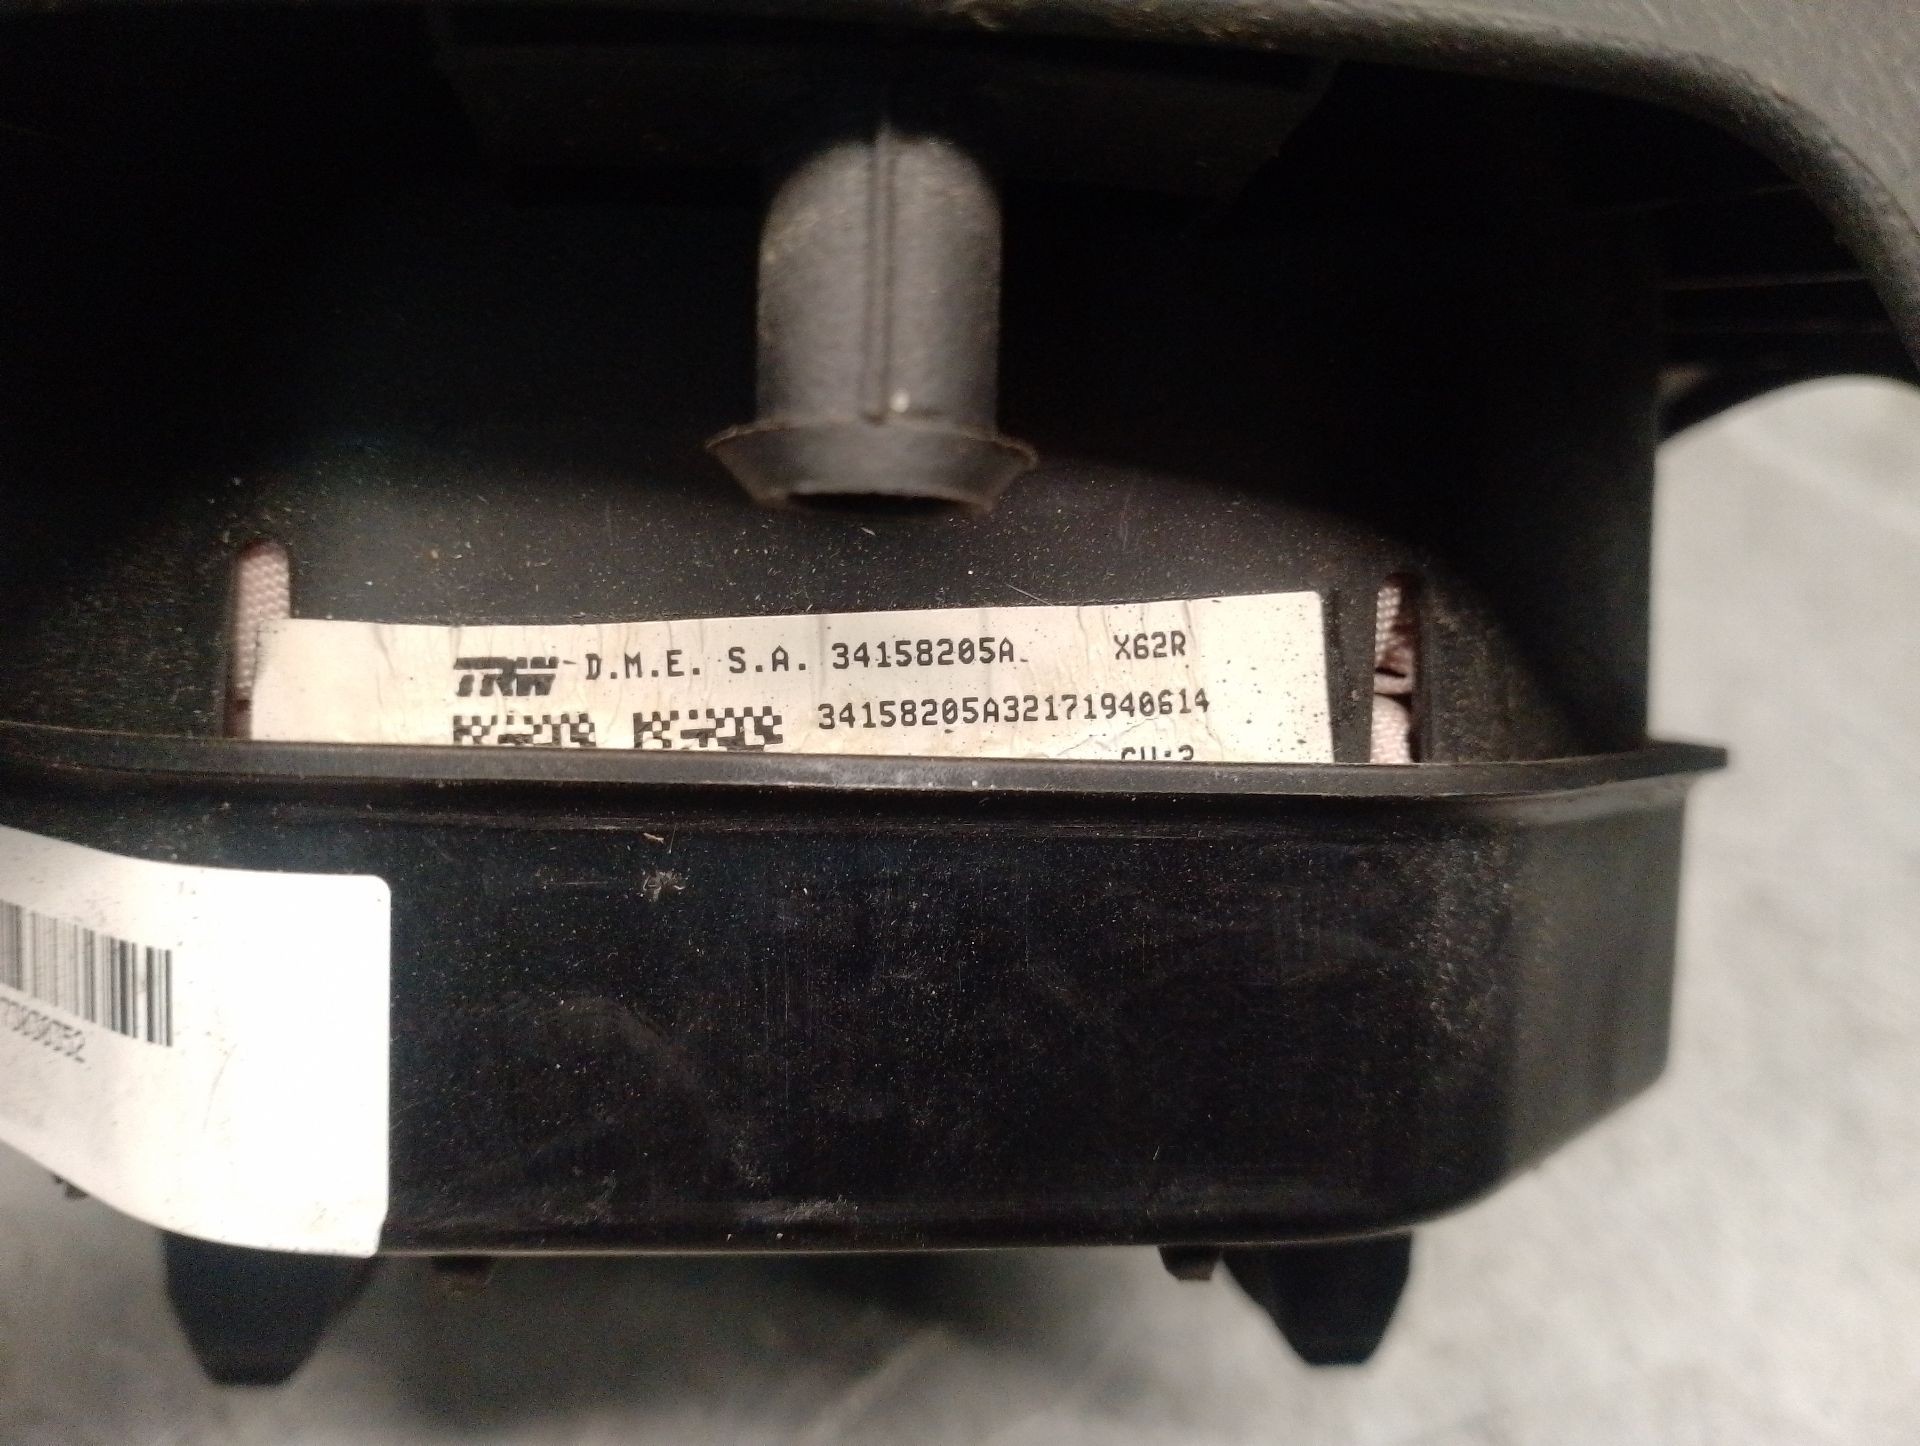 TRW D.M.E. S.A. 34158205A X62R
34158205A32171940614